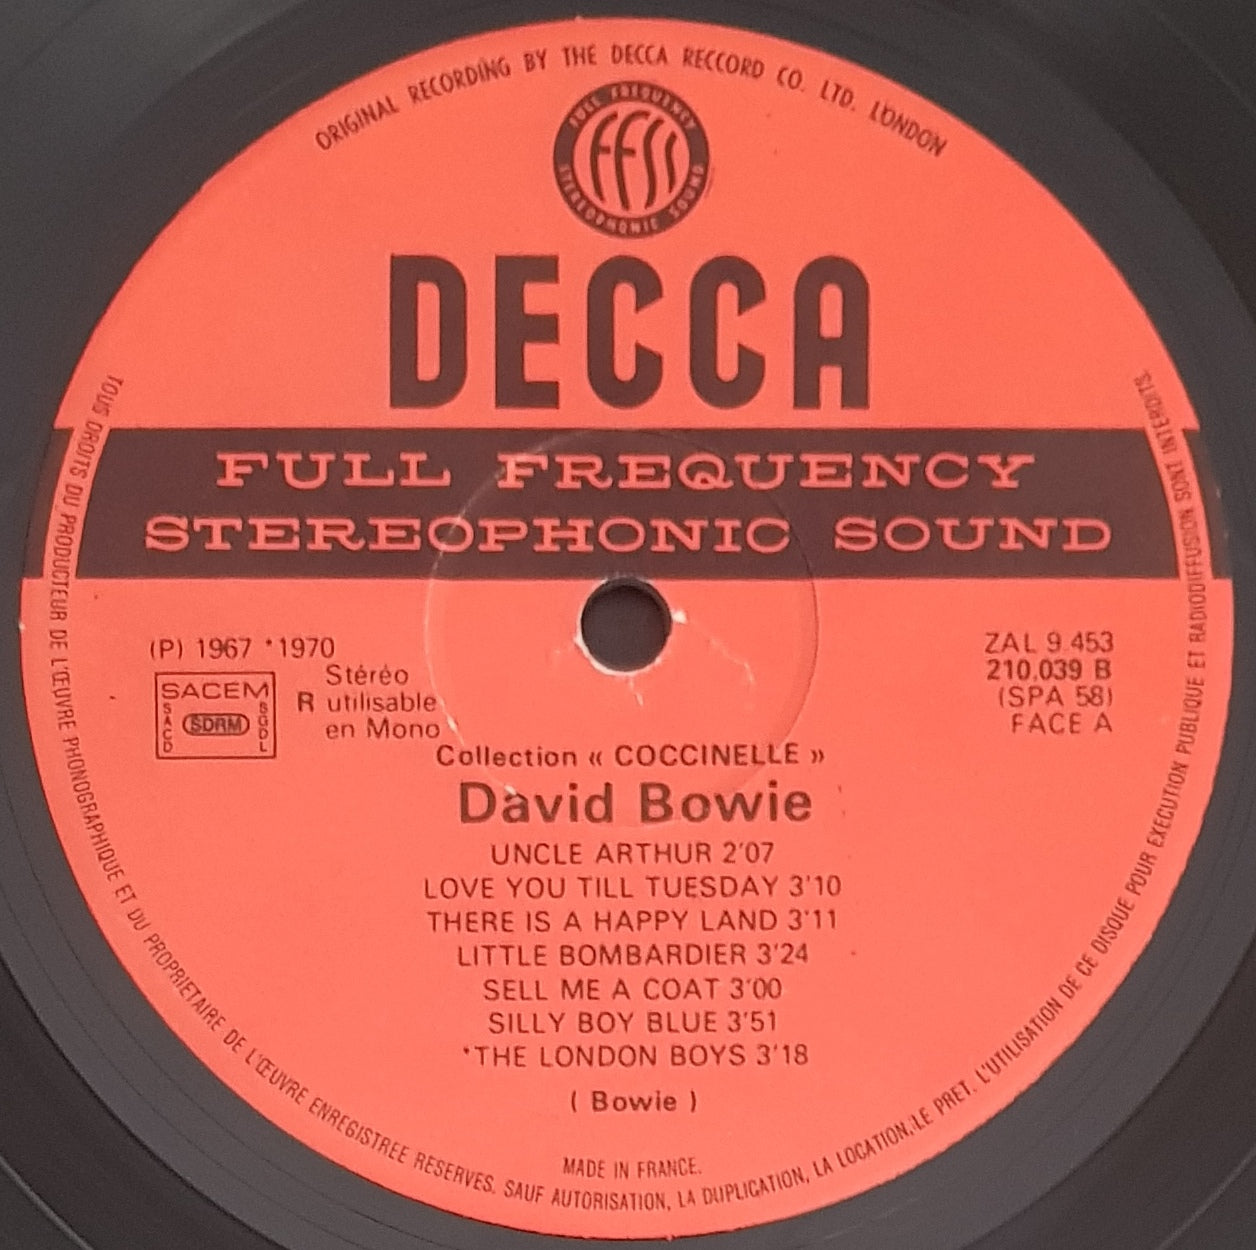 ORIGINAL RECORDING BY THE DECCA RECCORD CO. LTD. LONDON
FULL FREQUENCY
FFSS
STEREOPHONIC SOUND
DECCA
FULL FREQUENCY
STEREOPHONIC SOUND
(P) 1967 *1970
Stéréo
R utilisable
en Mono
SACEM
SACD
SDRM
SGDL
ZAL 9 453
210.039 B
(SPA 58)
FACE A
Collection « COCCINELLE »
David Bowie
UNCLE ARTHUR 2'07
LOVE YOU TILL TUESDAY 3'10
THERE IS A HAPPY LAND 3'11
LITTLE BOMBARDIER 3'24
SELL ME A COAT 3'00
SILLY BOY BLUE 3'51
*THE LONDON BOYS 3'18
( Bowie )
MADE IN FRANCE.
TOUS DROITS DU PRODUCTEUR DE L'ŒUVRE PHONOGRAPHIQUE ET DU PROPRIETAIRE DE L'ŒUVRE ENREGISTREE RESERVES. SAUF AUTORISATION, LA DUPLICATION, LA LOCATION, LE PRET. L'UTILISATION DE CE DISQUE POUR EXECUTION PUBLIQUE ET RADIODIFFUSION SONT INTERDITS.